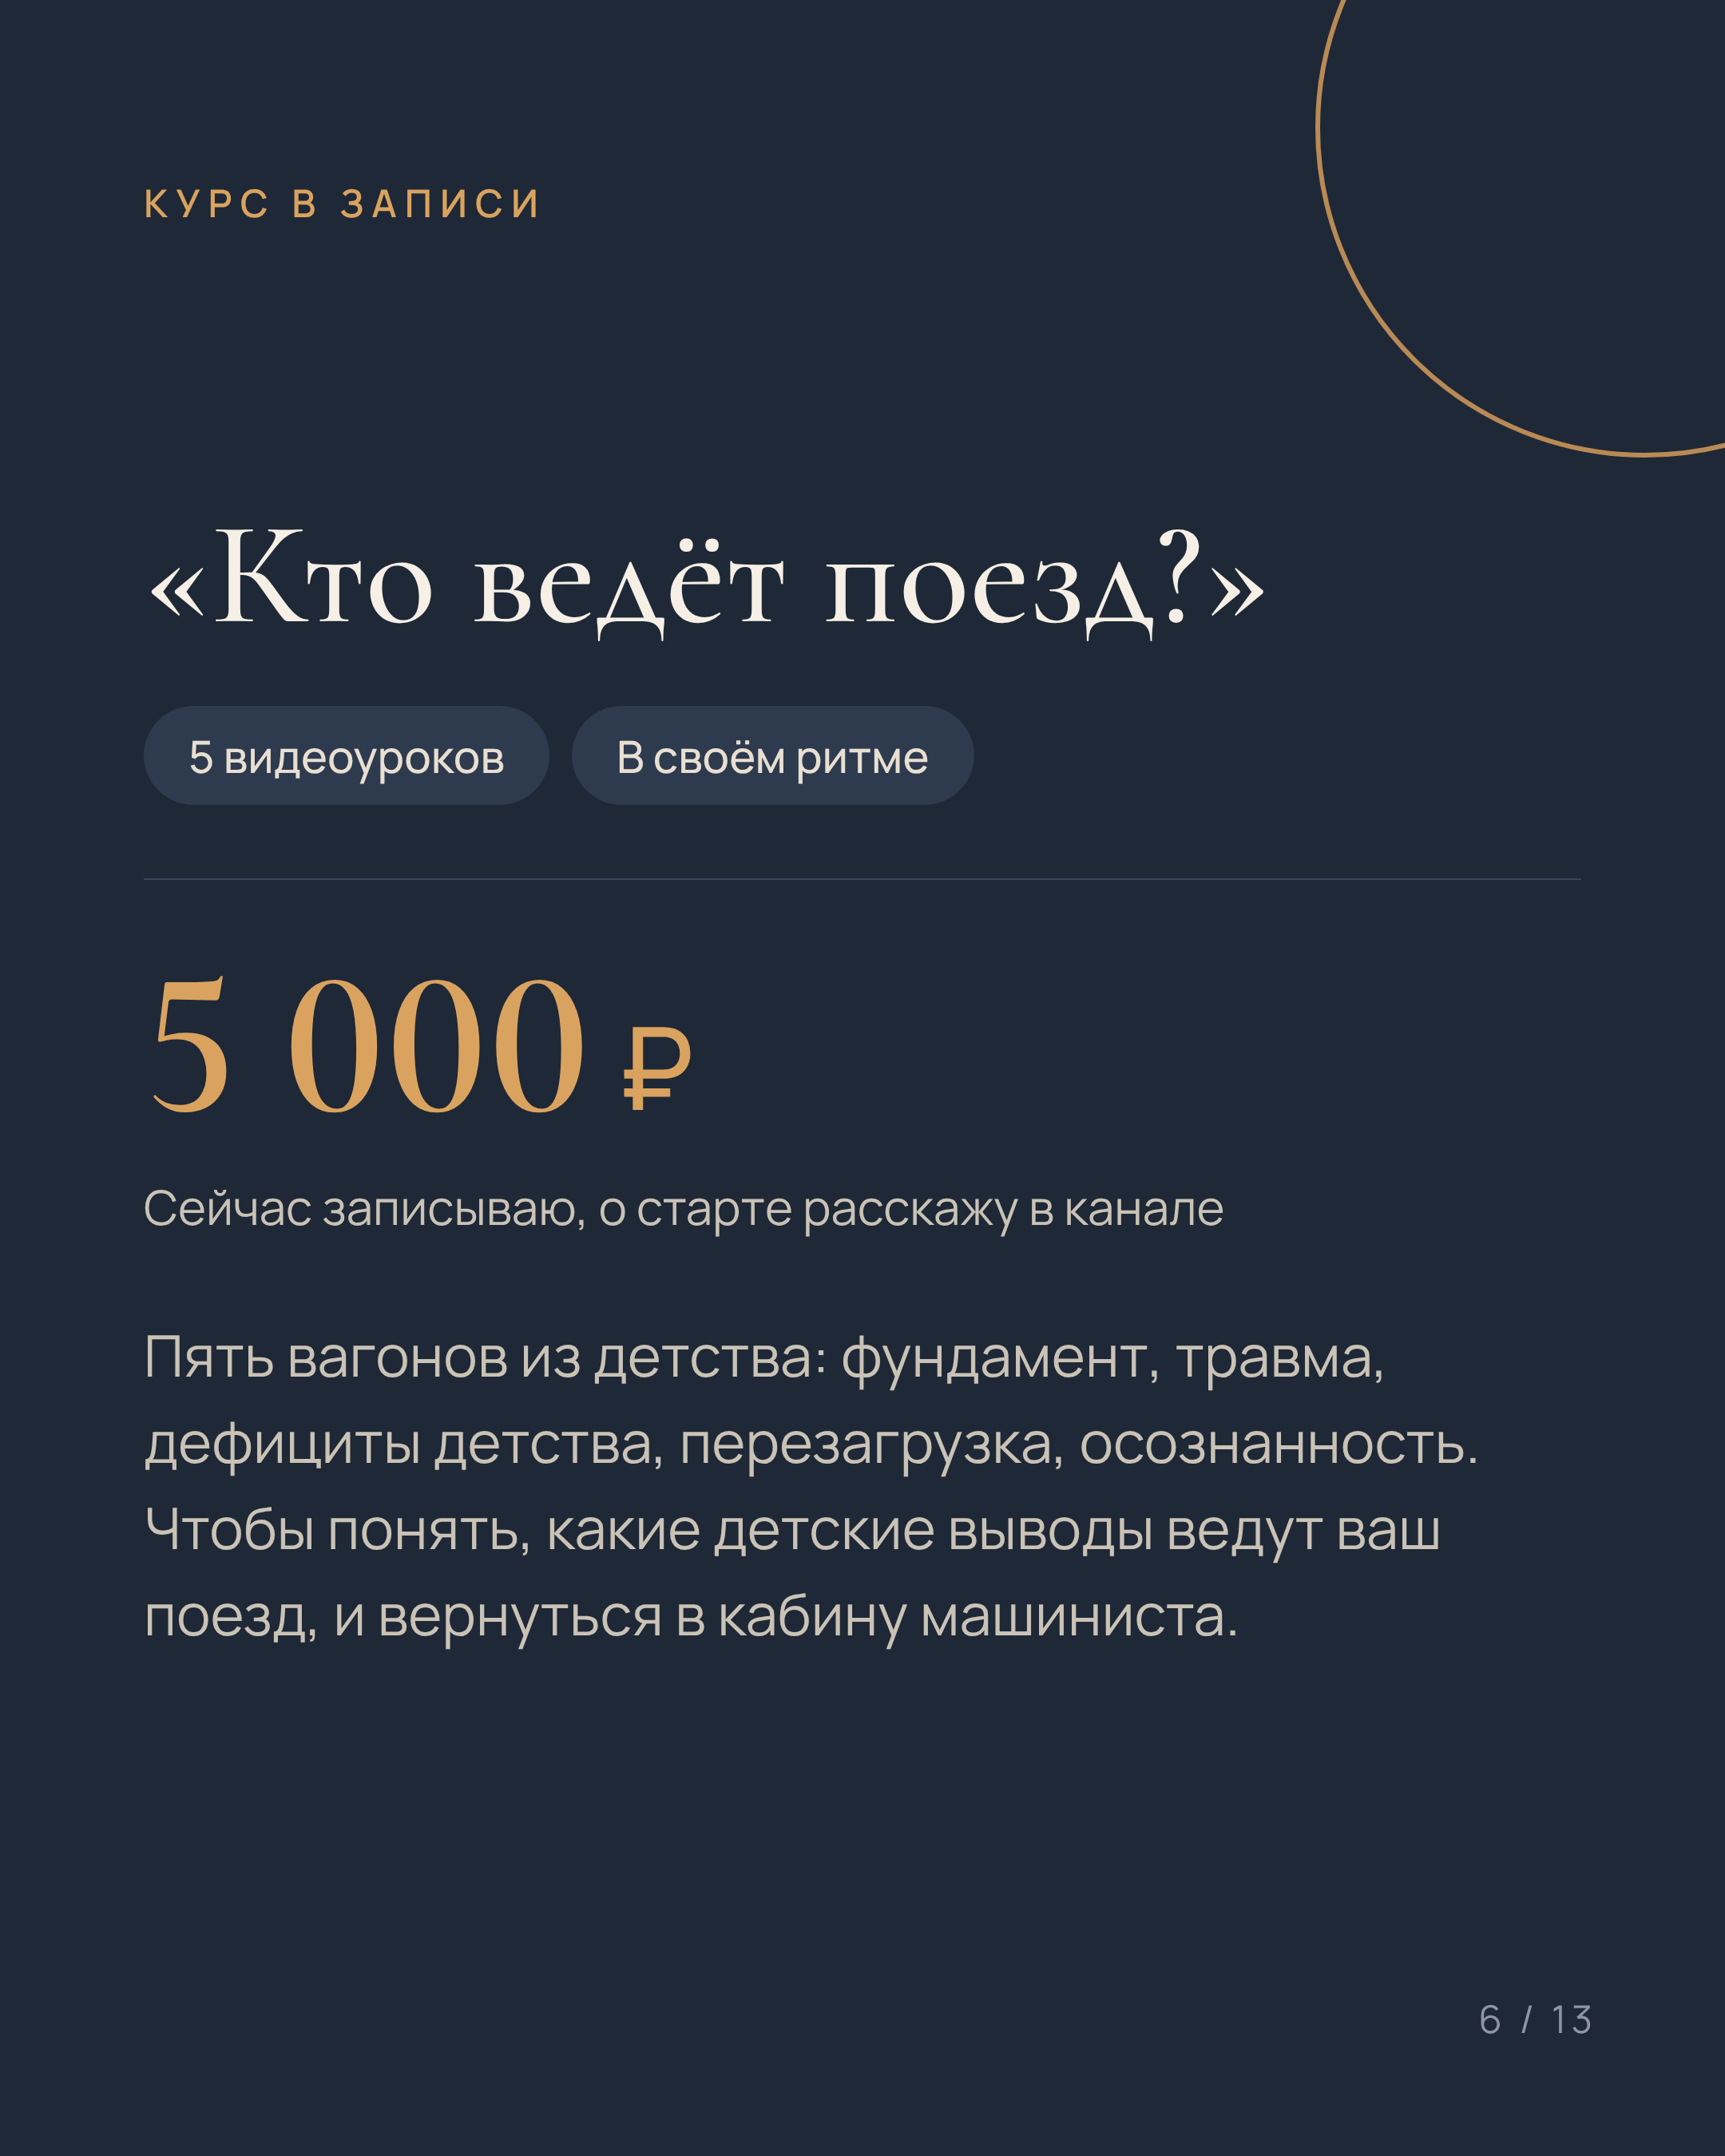 КУРС В ЗАПИСИ
«Кто ведёт поезд?»
5 видеоуроков
В своём ритме
5 000 ₽
Сейчас записываю, о старте расскажу в канале
Пять вагонов из детства: фундамент, травма,
дефициты детства, перезагрузка, осознанность.
Чтобы понять, какие детские выводы ведут ваш
поезд, и вернуться в кабину машиниста.
6 / 13